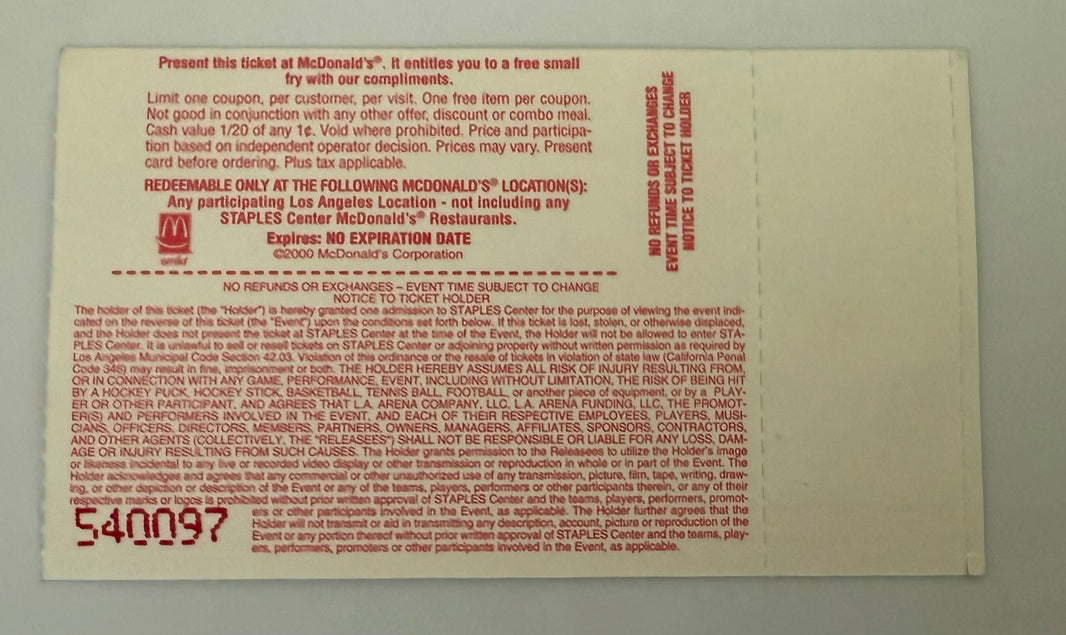 Present this ticket at McDonald's®. It entitles you to a free small
fry with our compliments.
Limit one coupon, per customer, per visit. One free item per coupon.
Not good in conjunction with any other offer, discount or combo meal.
Cash value 1/20 of any 1¢. Void where prohibited. Price and participa-
tion based on independent operator decision. Prices may vary. Present
card before ordering. Plus tax applicable.
REDEEMABLE ONLY AT THE FOLLOWING MCDONALD'S® LOCATION(S):
Any participating Los Angeles Location - not including any
STAPLES Center McDonald's® Restaurants.
Expires: NO EXPIRATION DATE
©2000 McDonald's Corporation
NO REFUNDS OR EXCHANGES
EVENT TIME SUBJECT TO CHANGE
NOTICE TO TICKET HOLDER
NO REFUNDS OR EXCHANGES – EVENT TIME SUBJECT TO CHANGE
NOTICE TO TICKET HOLDER
The holder of this ticket (the "Holder") is hereby granted one admission to STAPLES Center for the purpose of viewing the event indi-
cated on the reverse of this ticket (the "Event") upon the conditions set forth below. If this ticket is lost, stolen, or otherwise displaced,
and the Holder does not present the ticket at STAPLES Center at the time of the Event, the Holder will not be allowed to enter STA-
PLES Center. It is unlawful to sell or resell tickets on STAPLES Center or adjoining property without written permission as required by
Los Angeles Municipal Code Section 42.03. Violation of this ordinance or the resale of tickets in violation of state law (California Penal
Code 346) may result in fine, imprisonment or both. THE HOLDER HEREBY ASSUMES ALL RISK OF INJURY RESULTING FROM,
OR IN CONNECTION WITH ANY GAME, PERFORMANCE, EVENT, INCLUDING WITHOUT LIMITATION, THE RISK OF BEING HIT
BY A HOCKEY PUCK, HOCKEY STICK, BASKETBALL, TENNIS BALL, FOOTBALL, or another piece of equipment, or by a PLAY-
ER OR OTHER PARTICIPANT, AND AGREES THAT L.A. ARENA COMPANY, LLC, L.A. ARENA FUNDING, LLC, THE PROMOT-
ER(S) AND PERFORMERS INVOLVED IN THE EVENT, AND EACH OF THEIR RESPECTIVE EMPLOYEES, PLAYERS, MUSI-
CIANS, OFFICERS, DIRECTORS, MEMBERS, PARTNERS, OWNERS, MANAGERS, AFFILIATES, SPONSORS, CONTRACTORS,
AND OTHER AGENTS (COLLECTIVELY, THE "RELEASEES") SHALL NOT BE RESPONSIBLE OR LIABLE FOR ANY LOSS, DAM-
AGE OR INJURY RESULTING FROM SUCH CAUSES. The Holder grants permission to the Releasees to utilize the Holder's image
or likeness incidental to any live or recorded video display or other transmission or reproduction in whole or in part of the Event. The
Holder acknowledges and agrees that any commercial or other unauthorized use of any transmission, picture, film, tape, writing, draw-
ing, or other depiction or description of the Event or any of the teams, players, performers or other participants therein, or any of their
respective marks or logos is prohibited without prior written approval of STAPLES Center and the teams, players, performers, promot-
ers or other participants involved in the Event, as applicable. The Holder further agrees that the
Holder will not transmit or aid in transmitting any description, account, picture or reproduction of the
Event or any portion thereof without prior written approval of STAPLES Center and the teams, play-
ers, performers, promoters or other participants involved in the Event, as applicable.
540097